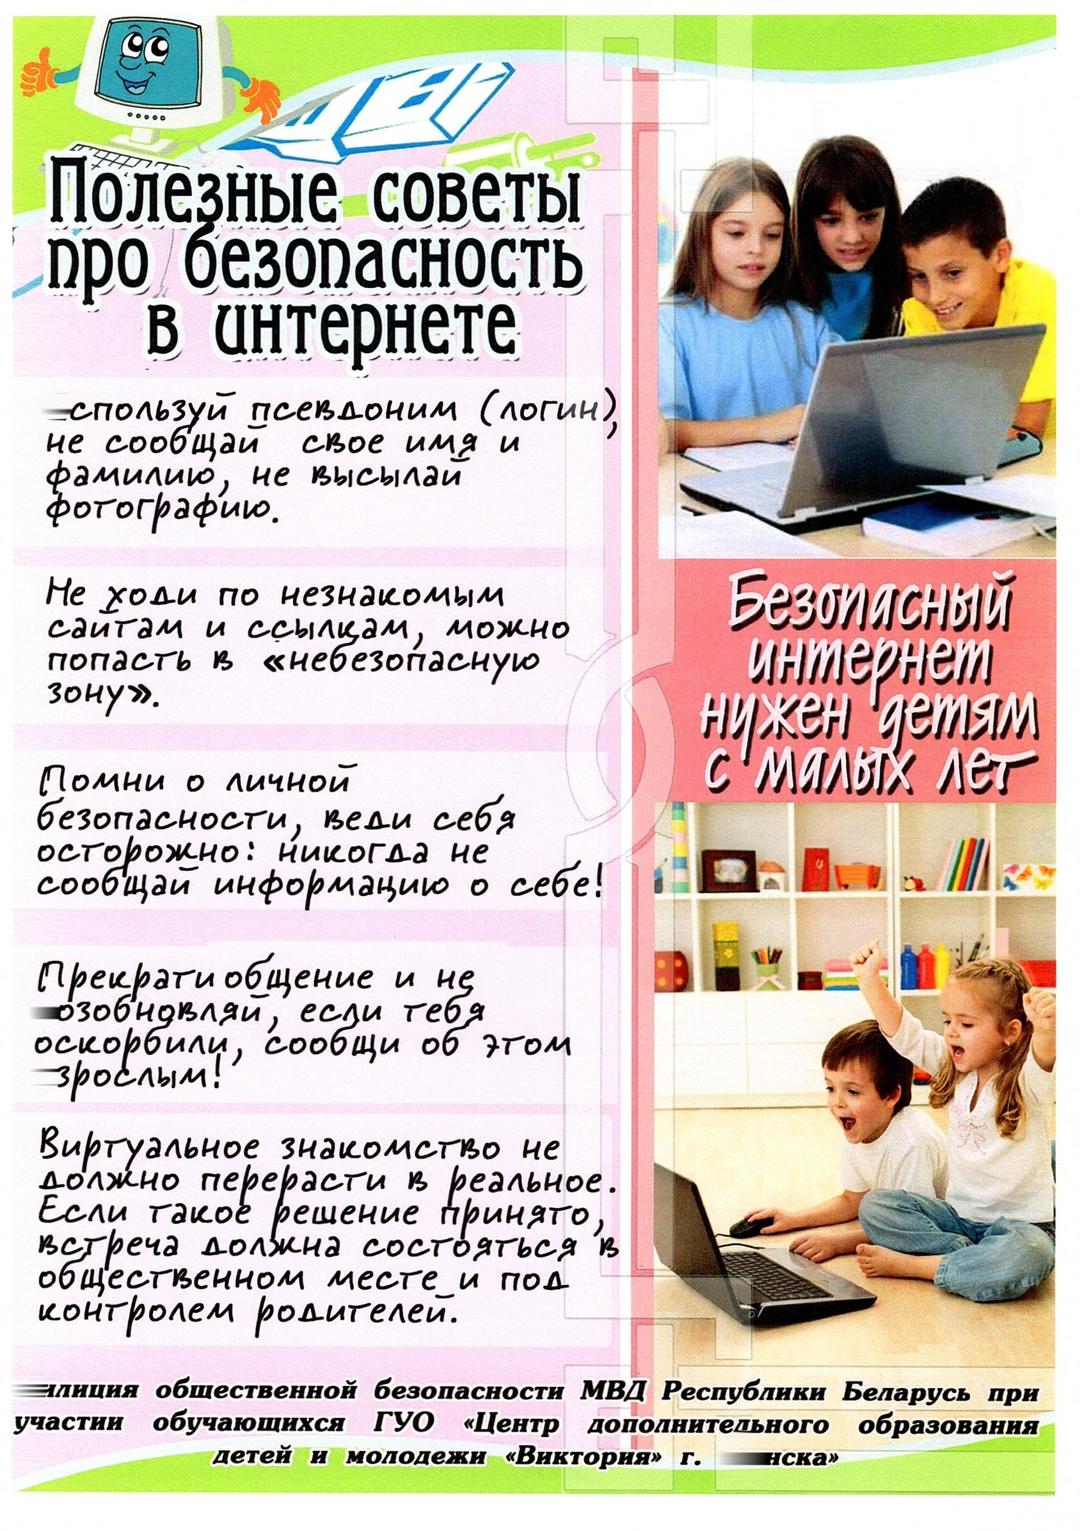 Полезные советы
про безопасность
в интернете
спользуй псевдоним (логин),
не сообщай свое имя и
фамилию, не высылай
фотографию.
Не ходи по незнакомым
сайтам и ссылкам, можно
попасть в «небезопасную
зону».
Помни о личной
безопасности, веди себя
осторожно: никогда не
сообщай информацию о себе!
Прекрати общение и не
озобновляй, если тебя
оскорбили, сообщи об этом
зрослым!
Виртуальное знакомство не
должно перерасти в реальное.
Если такое решение принято,
встреча должна состояться в
общественном месте и под
контролем родителей.
Безопасный
интернет
нужен детям
с малых лет
илиция общественной безопасности МВД Республики Беларусь при
участии обучающихся ГУО «Центр дополнительного образования
детей и молодежи «Виктория» г. нска»